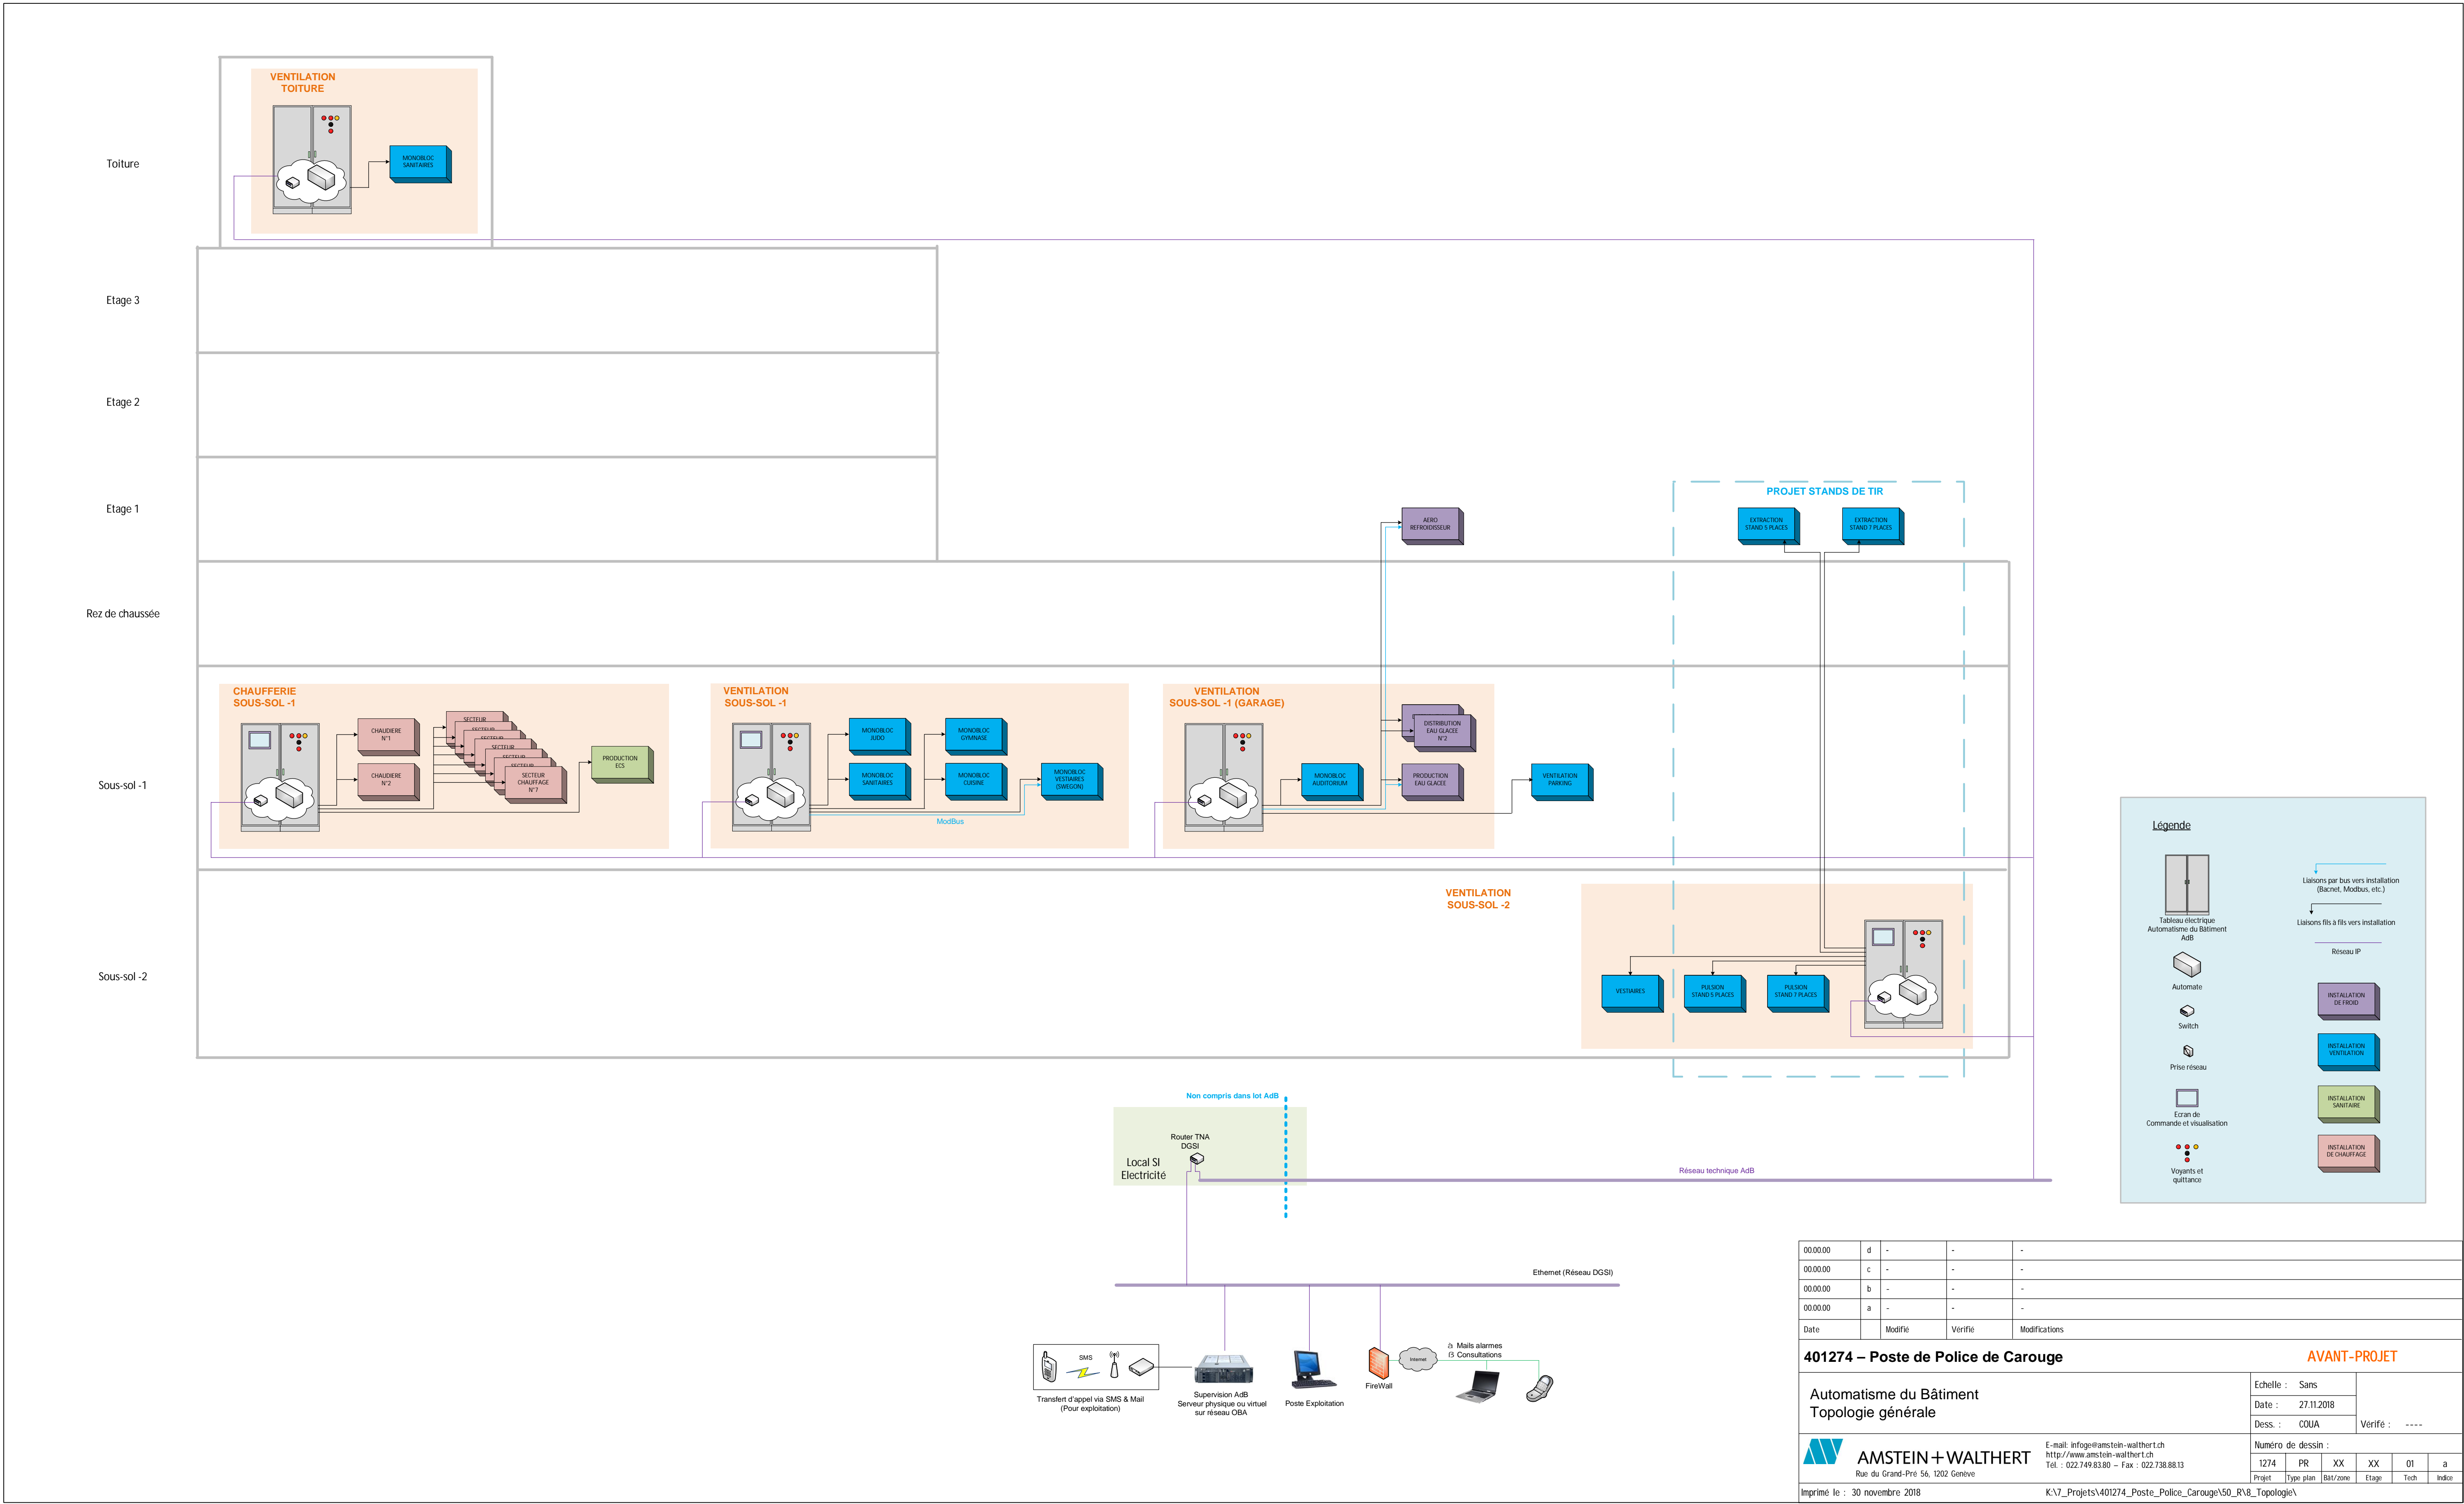 VENTILATION
TOITURE
MONOBLOC
SANITAIRES
Toiture
Etage 3
Etage 2
Etage 1
Rez de chaussée
Sous-sol -1
Sous-sol -2
AERO
REFROIDISSEUR
PROJET STANDS DE TIR
EXTRACTION
STAND 5 PLACES
EXTRACTION
STAND 7 PLACES
CHAUFFERIE
SOUS-SOL -1
CHAUDIERE
N°1
CHAUDIERE
N°2
SECTEUR
SECTEUR
SECTEUR
SECTEUR
SECTEUR
SECTEUR
CHAUFFAGE
N°7
PRODUCTION
ECS
VENTILATION
SOUS-SOL -1
MONOBLOC
JUDO
MONOBLOC
SANITAIRES
MONOBLOC
GYMNASE
MONOBLOC
CUISINE
MONOBLOC
VESTIAIRES
(SWEGON)
ModBus
VENTILATION
SOUS-SOL -1 (GARAGE)
MONOBLOC
AUDITORIUM
DISTRIBUTION
EAU GLACEE
N°2
PRODUCTION
EAU GLACEE
VENTILATION
PARKING
VENTILATION
SOUS-SOL -2
VESTIAIRES
PULSION
STAND 5 PLACES
PULSION
STAND 7 PLACES
Légende
Tableau électrique
Automatisme du Bâtiment
AdB
Automate
Switch
Prise réseau
Ecran de
Commande et visualisation
Voyants et
quittance
Liaisons par bus vers installation
(Bacnet, Modbus, etc.)
Liaisons fils à fils vers installation
Réseau IP
INSTALLATION
DE FROID
INSTALLATION
VENTILATION
INSTALLATION
SANITAIRE
INSTALLATION
DE CHAUFFAGE
Non compris dans lot AdB
Router TNA
DGSI
Local SI
Electricité
Réseau technique AdB
Ethernet (Réseau DGSI)
SMS
Transfert d'appel via SMS & Mail
(Pour exploitation)
Supervision AdB
Serveur physique ou virtuel
sur réseau OBA
Poste Exploitation
FireWall
Internet
Mails alarmes
Consultations
00.00.00 d - - -
00.00.00 c - - -
00.00.00 b - - -
00.00.00 a - - -
Date Modifié Vérifié Modifications
401274 – Poste de Police de Carouge
AVANT-PROJET
Automatisme du Bâtiment
Topologie générale
Echelle : Sans
Date : 27.11.2018
Dess. : COUA
Vérifé : ----
AMSTEIN+WALTHERT
Rue du Grand-Pré 56, 1202 Genève
E-mail: infoge@amstein-walthert.ch
http://www.amstein-walthert.ch
Tél. : 022.749.83.80 – Fax : 022.738.88.13
Numéro de dessin :
1274 PR XX XX 01 a
Projet Type plan Bât/zone Etage Tech Indice
Imprimé le : 30 novembre 2018
K:\7_Projets\401274_Poste_Police_Carouge\50_R\8_Topologie\